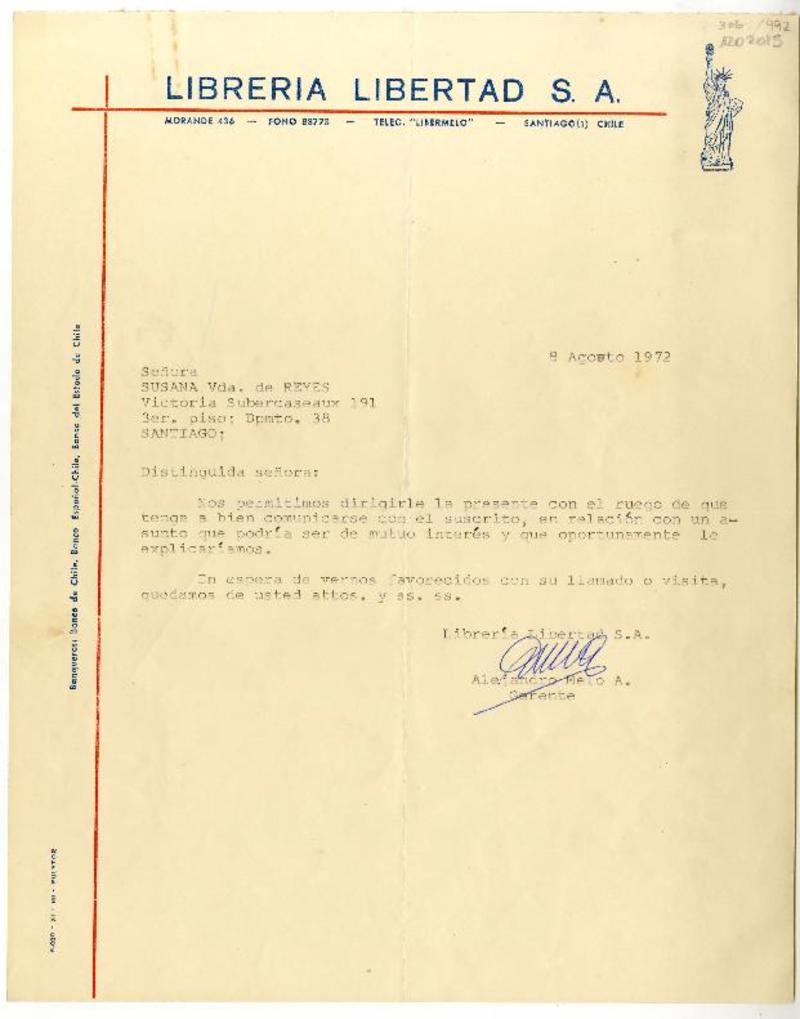 306 /992
LIBRERIA LIBERTAD S. A.
MORANDE 436 — FONO 88773 — TELEG. "LIBERMELO" — SANTIAGO(1) CHILE
8 Agosto 1972
Señora
SUSANA Vda. de REYES
Victoria Subercaseaux 191
3er. piso; Dpmto. 38
SANTIAGO;
Distinguida señora:
Nos permitimos dirigirle la presente con el ruego de que
tenga a bien comunicarse con el suscrito, en relación con un a-
sunto que podría ser de mutuo interés y que oportunamente le
explicaríamos.
En espera de vernos favorecidos con su llamado o visita,
quedamos de usted attos. y ss. ss.
Librería Libertad S.A.
Alejandro Melo A.
Gerente
Banqueros: Banco de Chile, Banco Español-Chile, Banco del Estado de Chile